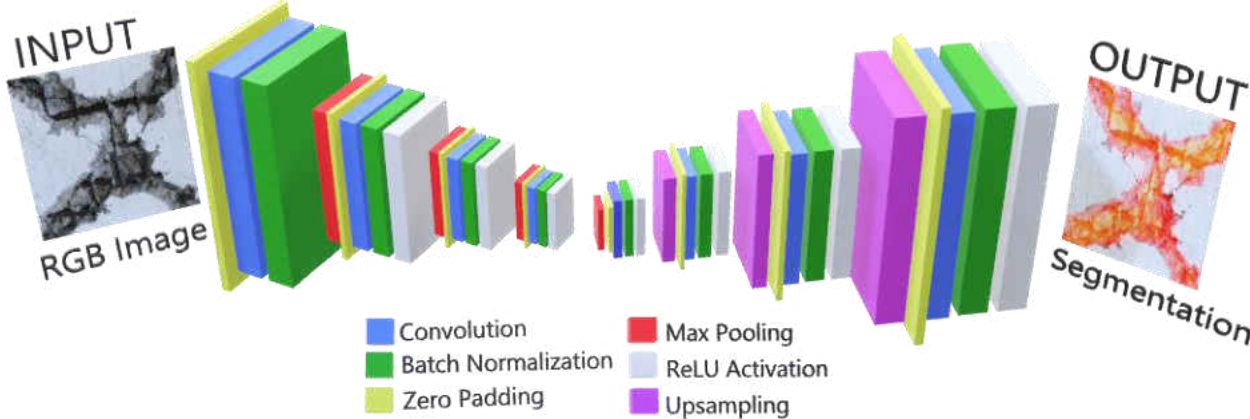 INPUT
RGB Image
OUTPUT
Segmentation
Convolution
Batch Normalization
Zero Padding
Max Pooling
ReLU Activation
Upsampling